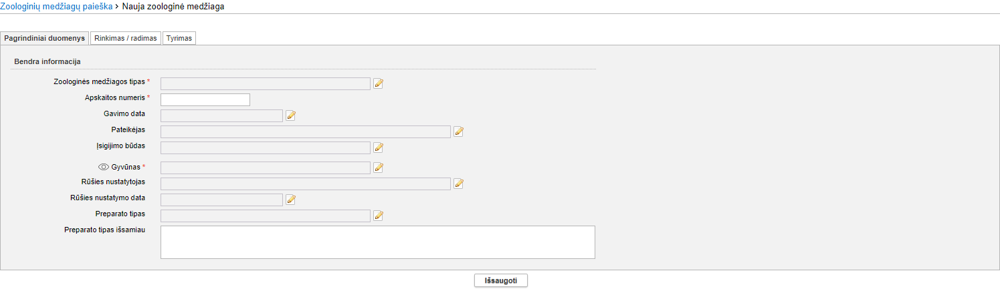 Zoologinių medžiagų paieška › Nauja zoologinė medžiaga
Pagrindiniai duomenys Rinkimas / radimas Tyrimas
Bendra informacija
Zoologinės medžiagos tipas *
Apskaitos numeris *
Gavimo data
Pateikėjas
Įsigijimo būdas
Gyvūnas *
Rūšies nustatytojas
Rūšies nustatymo data
Preparato tipas
Preparato tipas išsamiau
Išsaugoti